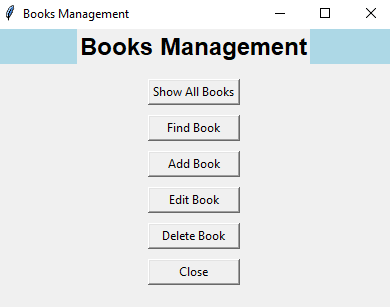 Books Management
Books Management
Show All Books
Find Book
Add Book
Edit Book
Delete Book
Close